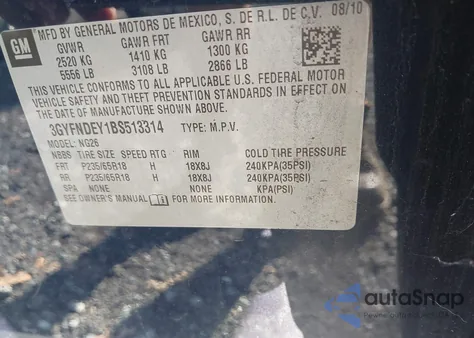 GM
MFD BY GENERAL MOTORS DE MEXICO, S. DE R.L. DE C.V. 08/10
GVWR GAWR FRT GAWR RR
2520 KG 1410 KG 1300 KG
5556 LB 3108 LB 2866 LB
THIS VEHICLE CONFORMS TO ALL APPLICABLE U.S. FEDERAL MOTOR
VEHICLE SAFETY AND THEFT PREVENTION STANDARDS IN EFFECT ON
THE DATE OF MANUFACTURE SHOWN ABOVE.
3GYFNDEY1BS513314 TYPE: M.P.V.
MODEL: NG26
TIRE SIZE SPEED RTG RIM COLD TIRE PRESSURE
FRT P235/65R18 H 18X8J 240KPA(35PSI)
RR P235/65R18 H 18X8J 240KPA(35PSI)
SPA NONE NONE KPA(PSI)
SEE OWNER'S MANUAL FOR ADDITIONAL INFORMATION.
autoSnap